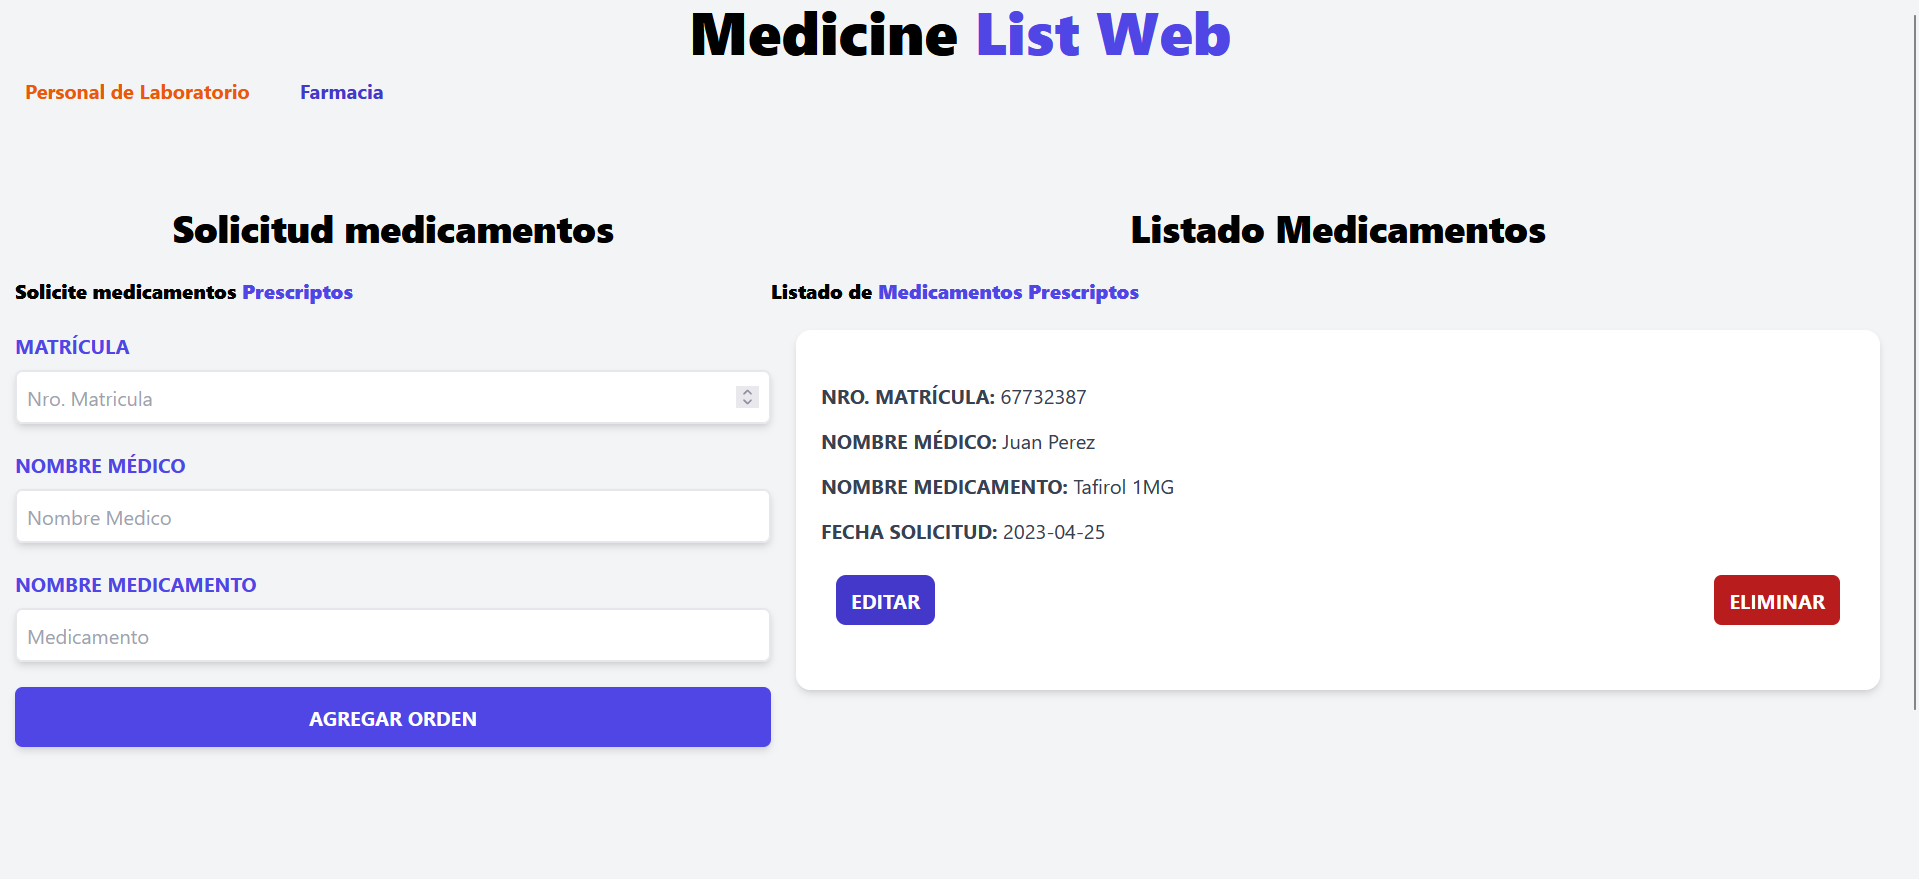 Medicine List Web
Personal de Laboratorio Farmacia
Solicitud medicamentos
Solicite medicamentos Prescriptos
MATRÍCULA
Nro. Matricula
NOMBRE MÉDICO
Nombre Medico
NOMBRE MEDICAMENTO
Medicamento
AGREGAR ORDEN
Listado Medicamentos
Listado de Medicamentos Prescriptos
NRO. MATRÍCULA: 67732387
NOMBRE MÉDICO: Juan Perez
NOMBRE MEDICAMENTO: Tafirol 1MG
FECHA SOLICITUD: 2023-04-25
EDITAR ELIMINAR